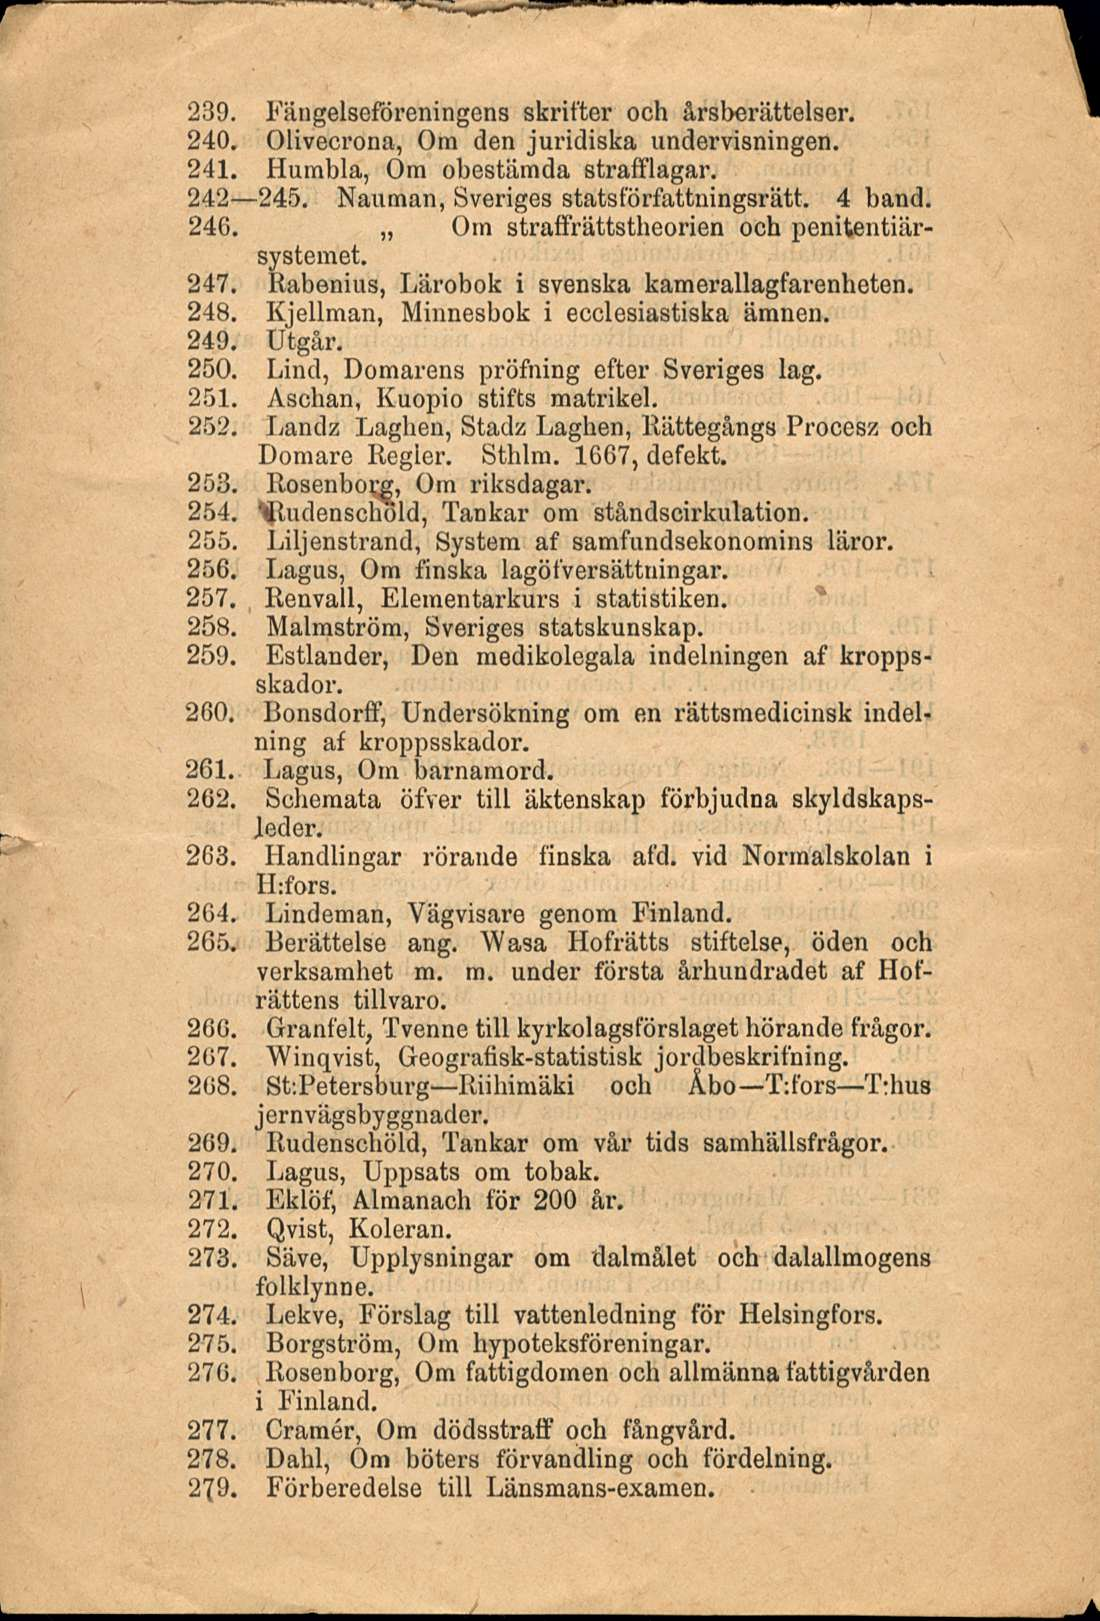 239. Fängelseföreningens skrifter och årsberättelser.
240. Olivecrona, Om den juridiska undervisningen.
241. Humbla, Om obestämda strafflagar.
242—245. Nauman, Sveriges statsförfattningsrätt. 4 band.
246. „ Om straffrättstheorien och penitentiär-
systemet.
247. Rabenius, Lärobok i svenska kamerallagfarenheten.
248. Kjellman, Minnesbok i ecclesiastiska ämnen.
249. Utgår.
250. Lind, Domarens pröfning efter Sveriges lag.
251. Aschan, Kuopio stifts matrikel.
252. Landz Laghen, Stadz Laghen, Rättegångs Procesz och
Domare Regler. Sthlm. 1667, defekt.
253. Rosenborg, Om riksdagar.
254. Rudenschöld, Tankar om ståndscirkulation.
255. Liljenstrand, System af samfundsekonomins läror.
256. Lagus, Om finska lagöfversättningar.
257. Renvall, Elementarkurs i statistiken.
258. Malmström, Sveriges statskunskap.
259. Estlander, Den medikolegala indelningen af kropps-
skador.
260. Bonsdorff, Undersökning om en rättsmedicinsk indel-
ning af kroppsskador.
261. Lagus, Om barnamord.
262. Schemata öfver till äktenskap förbjudna skyldskaps-
leder.
263. Handlingar rörande finska afd. vid Normalskolan i
H:fors.
264. Lindeman, Vägvisare genom Finland.
265. Berättelse ang. Wasa Hofrätts stiftelse, öden och
verksamhet m. m. under första århundradet af Hof-
rättens tillvaro.
266. Granfelt, Tvenne till kyrkolagsförslaget hörande frågor.
267. Winqvist, Geografisk-statistisk jordbeskrifning.
268. St:Petersburg—Riihimäki och Åbo—T:fors—T:hus
jernvägsbyggnader.
269. Rudenschöld, Tankar om vår tids samhällsfrågor.
270. Lagus, Uppsats om tobak.
271. Eklöf, Almanach för 200 år.
272. Qvist, Koleran.
273. Säve, Upplysningar om dalmålet och dalallmogens
folklynne.
274. Lekve, Förslag till vattenledning för Helsingfors.
275. Borgström, Om hypoteksföreningar.
276. Rosenborg, Om fattigdomen och allmänna fattigvården
i Finland.
277. Cramér, Om dödsstraff och fångvård.
278. Dahl, Om böters förvandling och fördelning.
279. Förberedelse till Länsmans-examen.